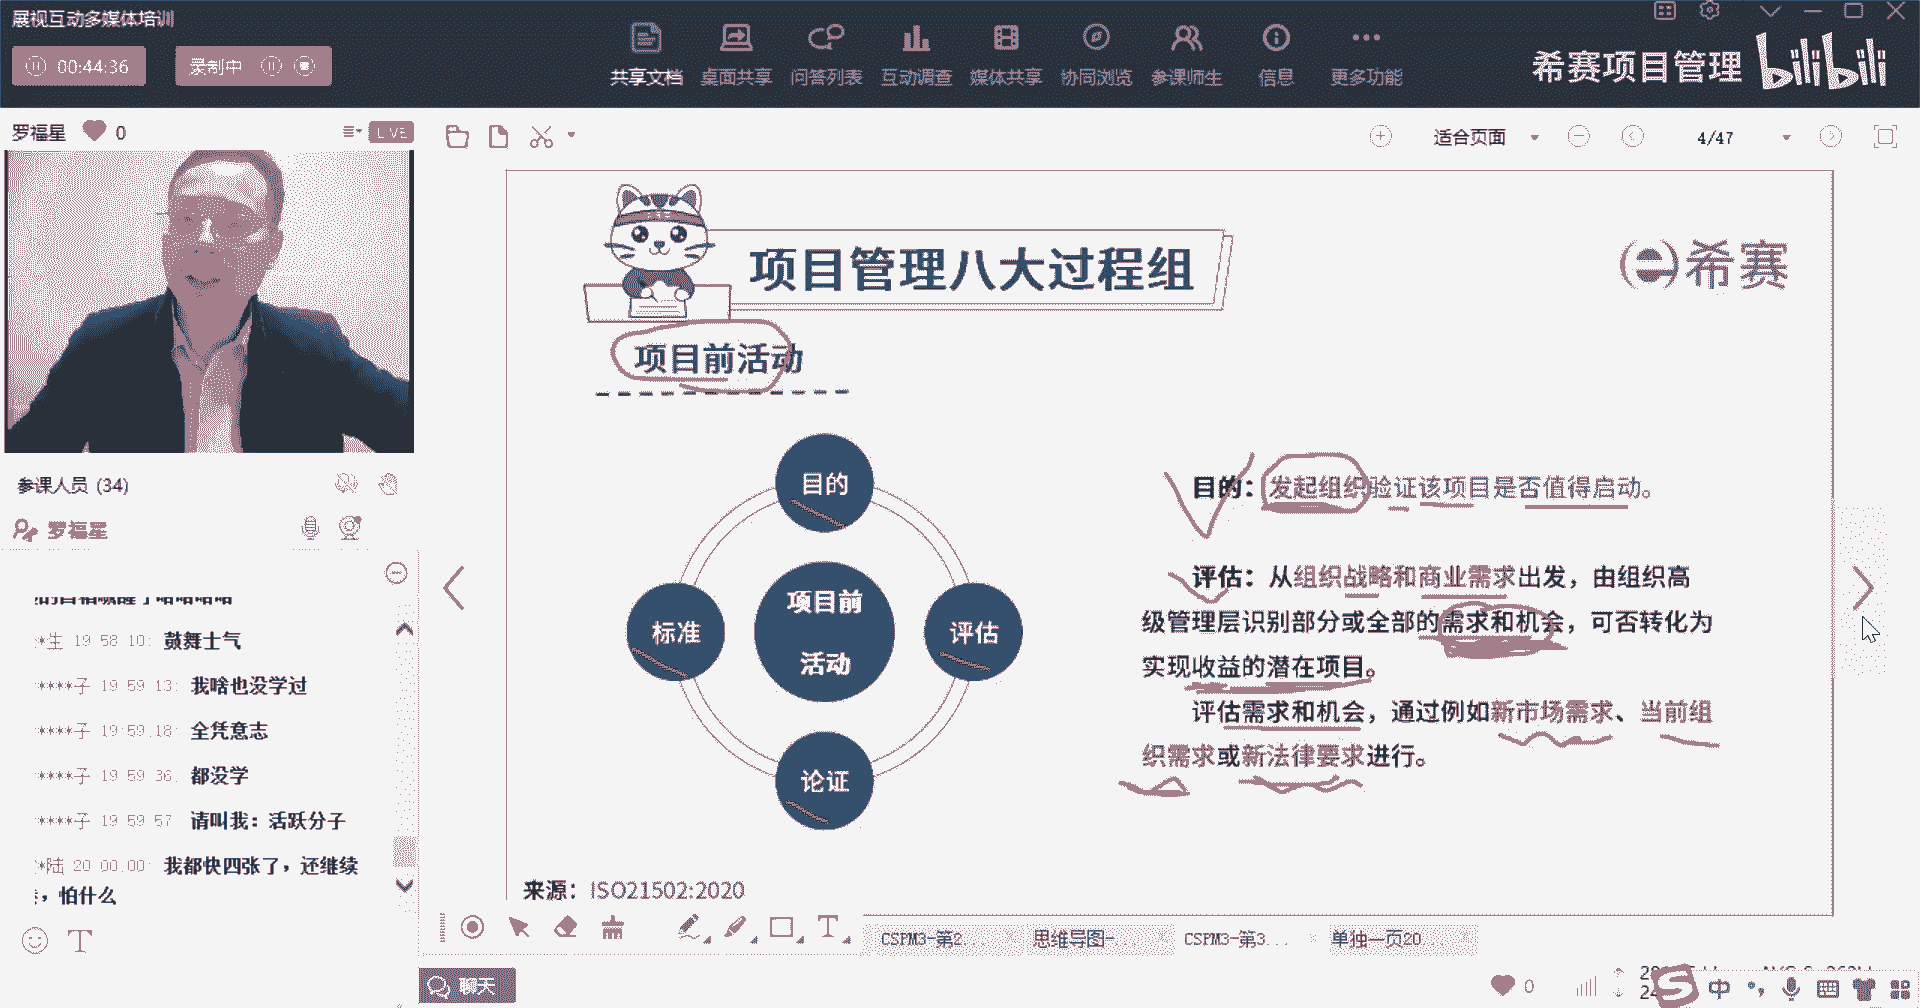 展视互动多媒体培训
00:44:36
录制中
共享文档
桌面共享
问答列表
互动调查
媒体共享
协同浏览
参课师生
信息
更多功能
希赛项目管理
bilibili
罗福星
0
LIVE
适合页面
4/47
项目管理八大过程组
希赛
项目前活动
目的
标准
项目前
活动
评估
论证
目的：发起组织验证该项目是否值得启动。
评估：从组织战略和商业需求出发，由组织高
级管理层识别部分或全部的需求和机会，可否转化为
实现收益的潜在项目。
评估需求和机会，通过例如新市场需求、当前组
织需求或新法律要求进行。
来源：ISO21502:2020
参课人员 (34)
罗福星
*生 19 58 10: 鼓舞士气
****子 19 59 13: 我啥也没学过
****子 19 59 18: 全凭意志
****子 19 59 36: 都没学
****子 19 59 57 请叫我：活跃分子
*陆 20 00 00: 我都快四张了，还继续
，怕什么
T
T
CSPM3-第2...
思维导图-...
CSPM3-第3...
单独一页20...
聊天
0
S
中